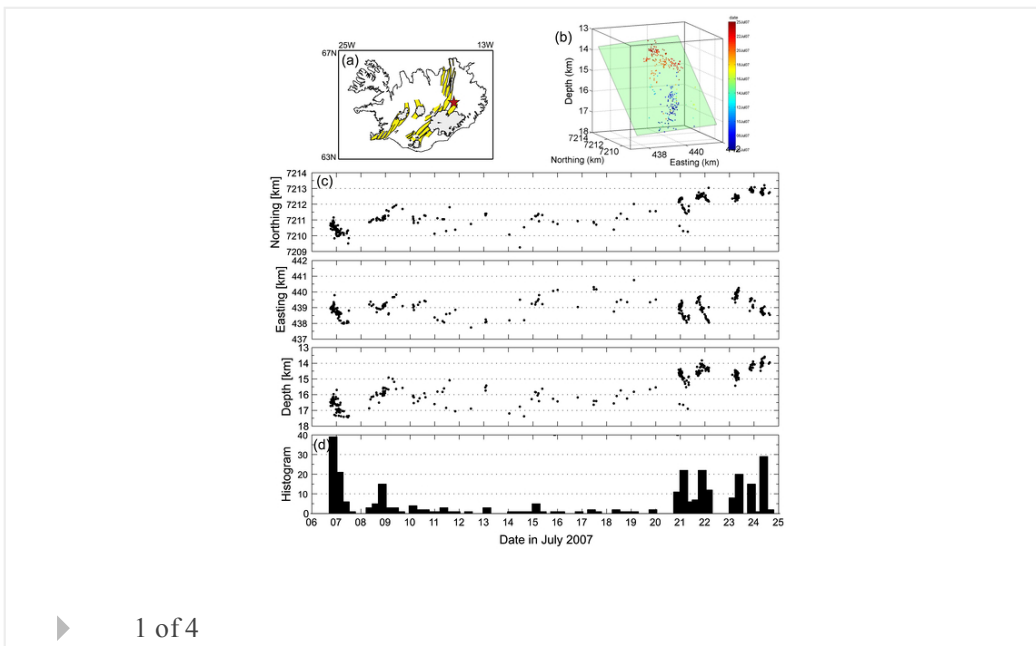 25W 13W
67N
(a)
63N
(b)
13
14
15
16
17
18
Depth (km)
7214
7212
7210
438
440
Northing (km)
Easting (km)
(c)
7214
7213
7212
7211
7210
7209
Northing [km]
442
441
440
439
438
437
Easting [km]
13
14
15
16
17
18
Depth [km]
(d)
40
30
20
10
0
Histogram
06 07 08 09 10 11 12 13 14 15 16 17 18 19 20 21 22 23 24 25
Date in July 2007
1 of 4